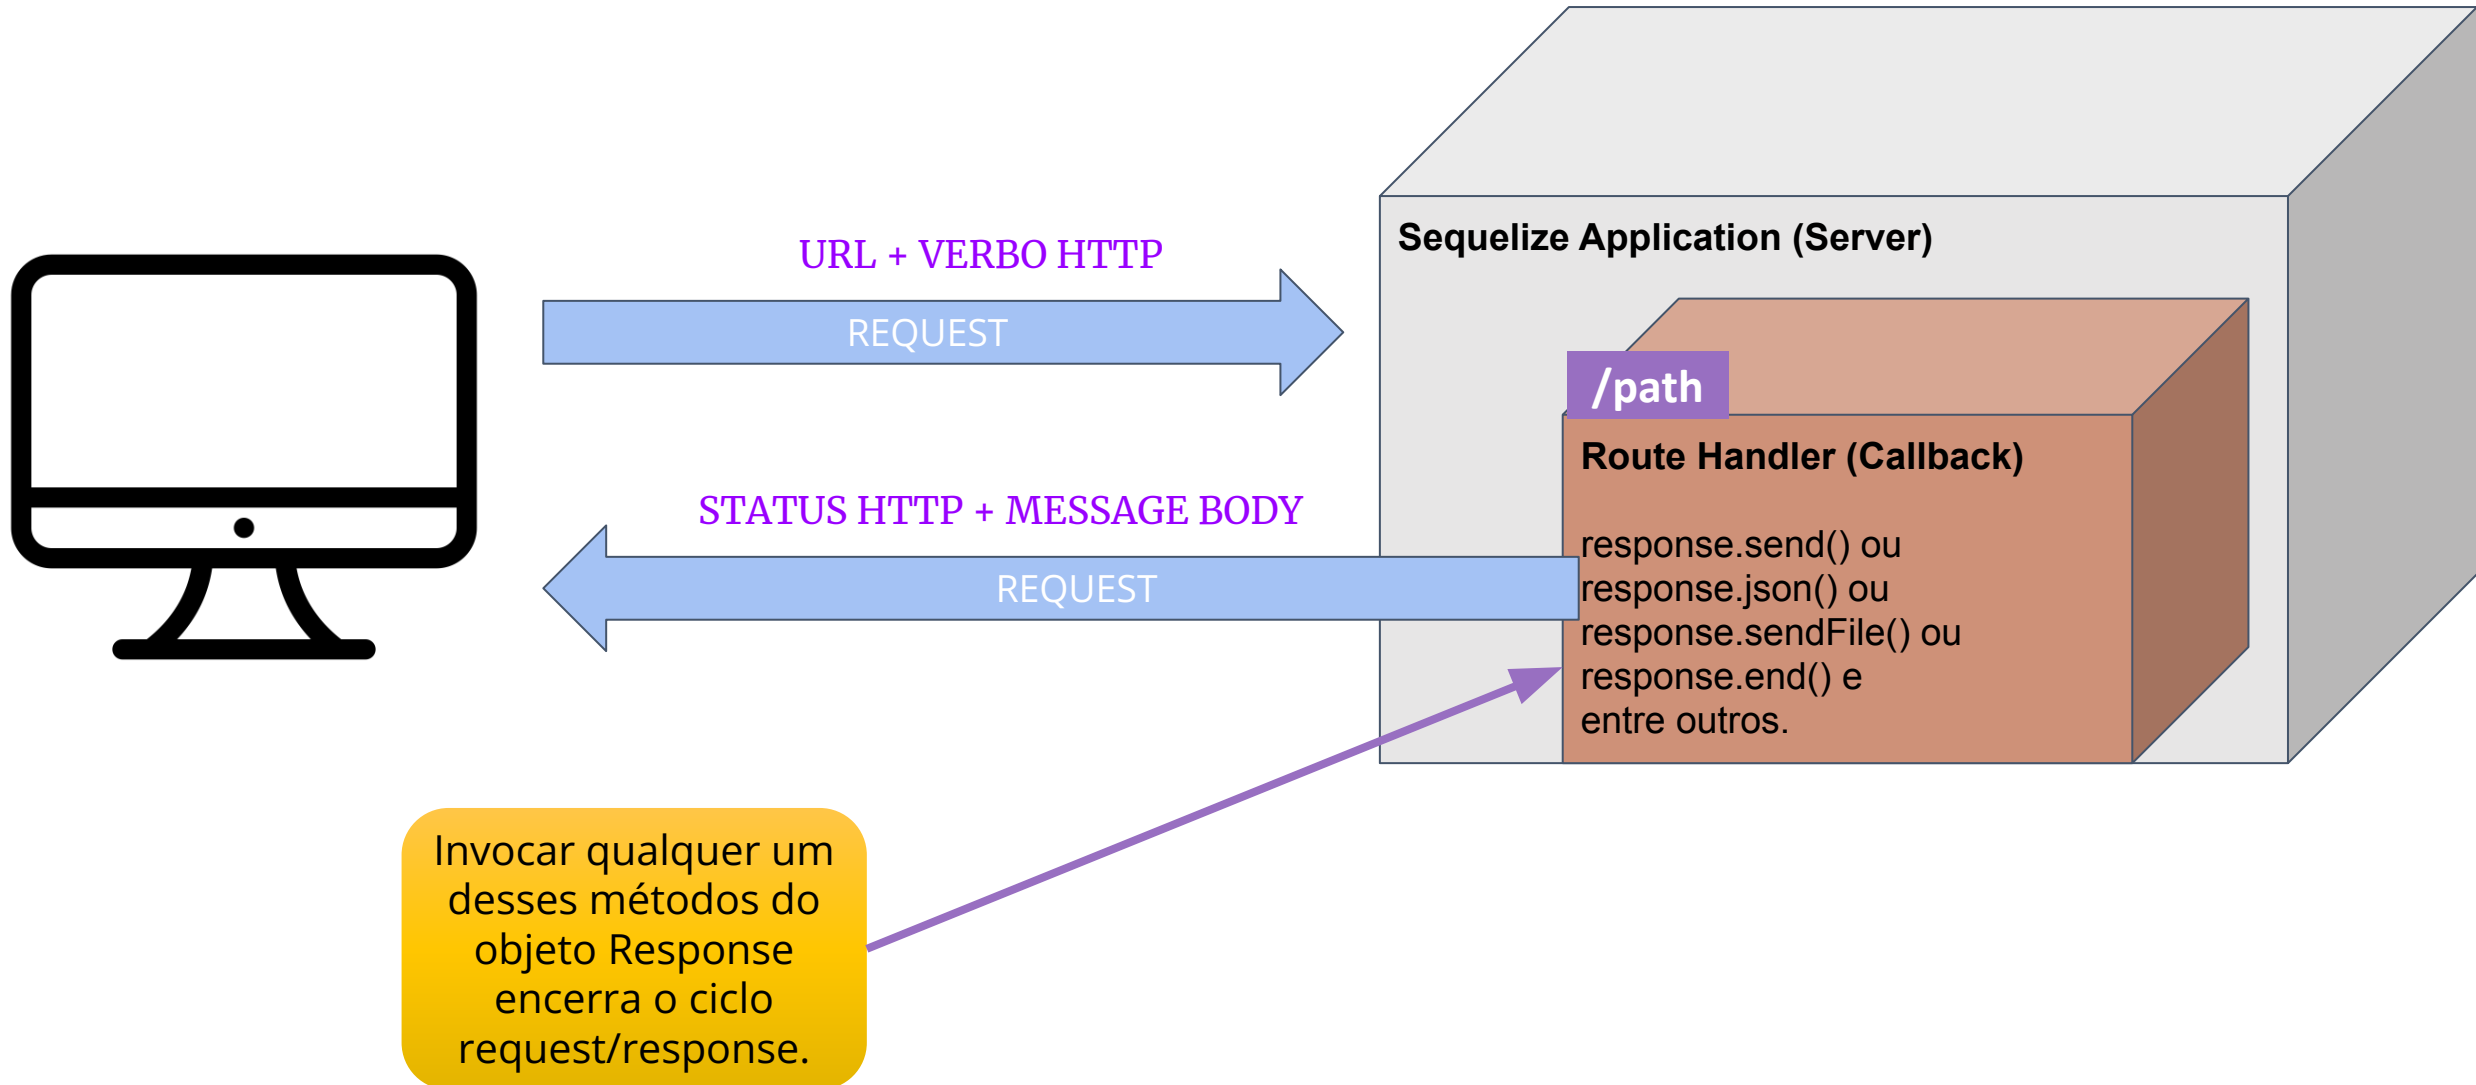 URL + VERBO HTTP
REQUEST
STATUS HTTP + MESSAGE BODY
REQUEST
Sequelize Application (Server)
/path
Route Handler (Callback)
response.send() ou
response.json() ou
response.sendFile() ou
response.end() e
entre outros.
Invocar qualquer um
desses métodos do
objeto Response
encerra o ciclo
request/response.